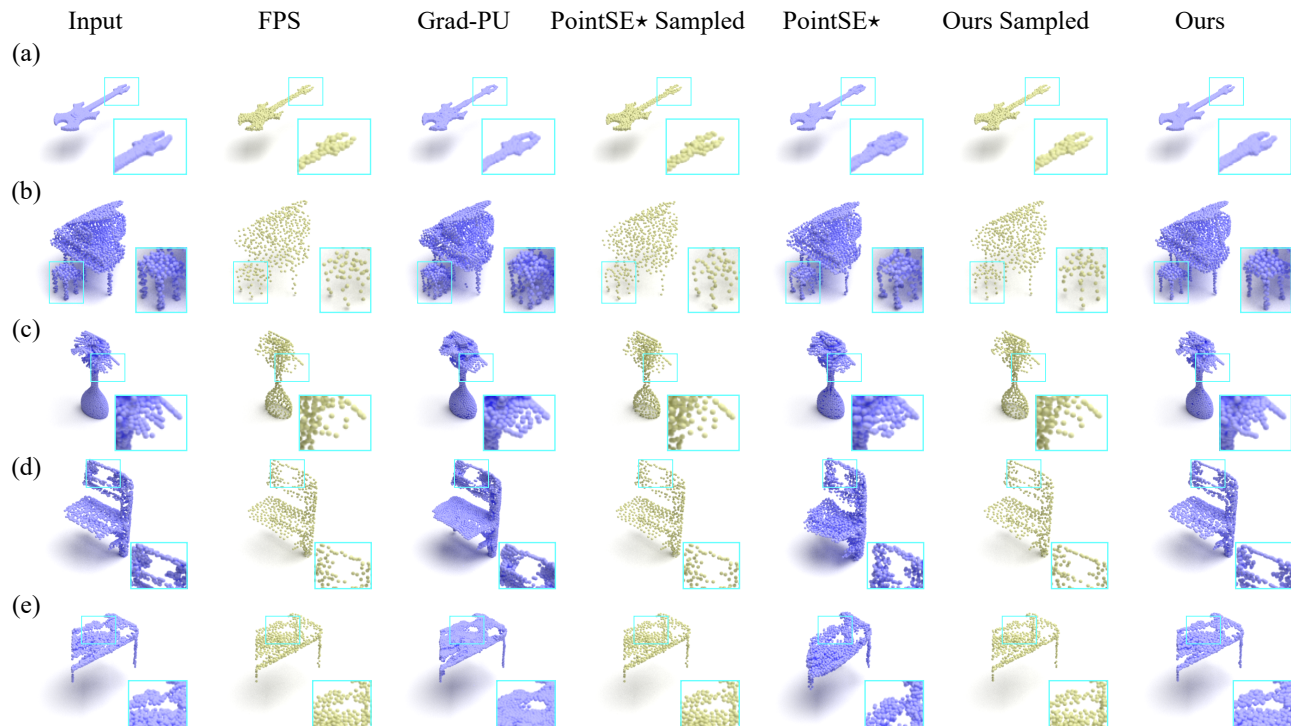 Input FPS Grad-PU PointSE⋆ Sampled PointSE⋆ Ours Sampled Ours
(a)
(b)
(c)
(d)
(e)